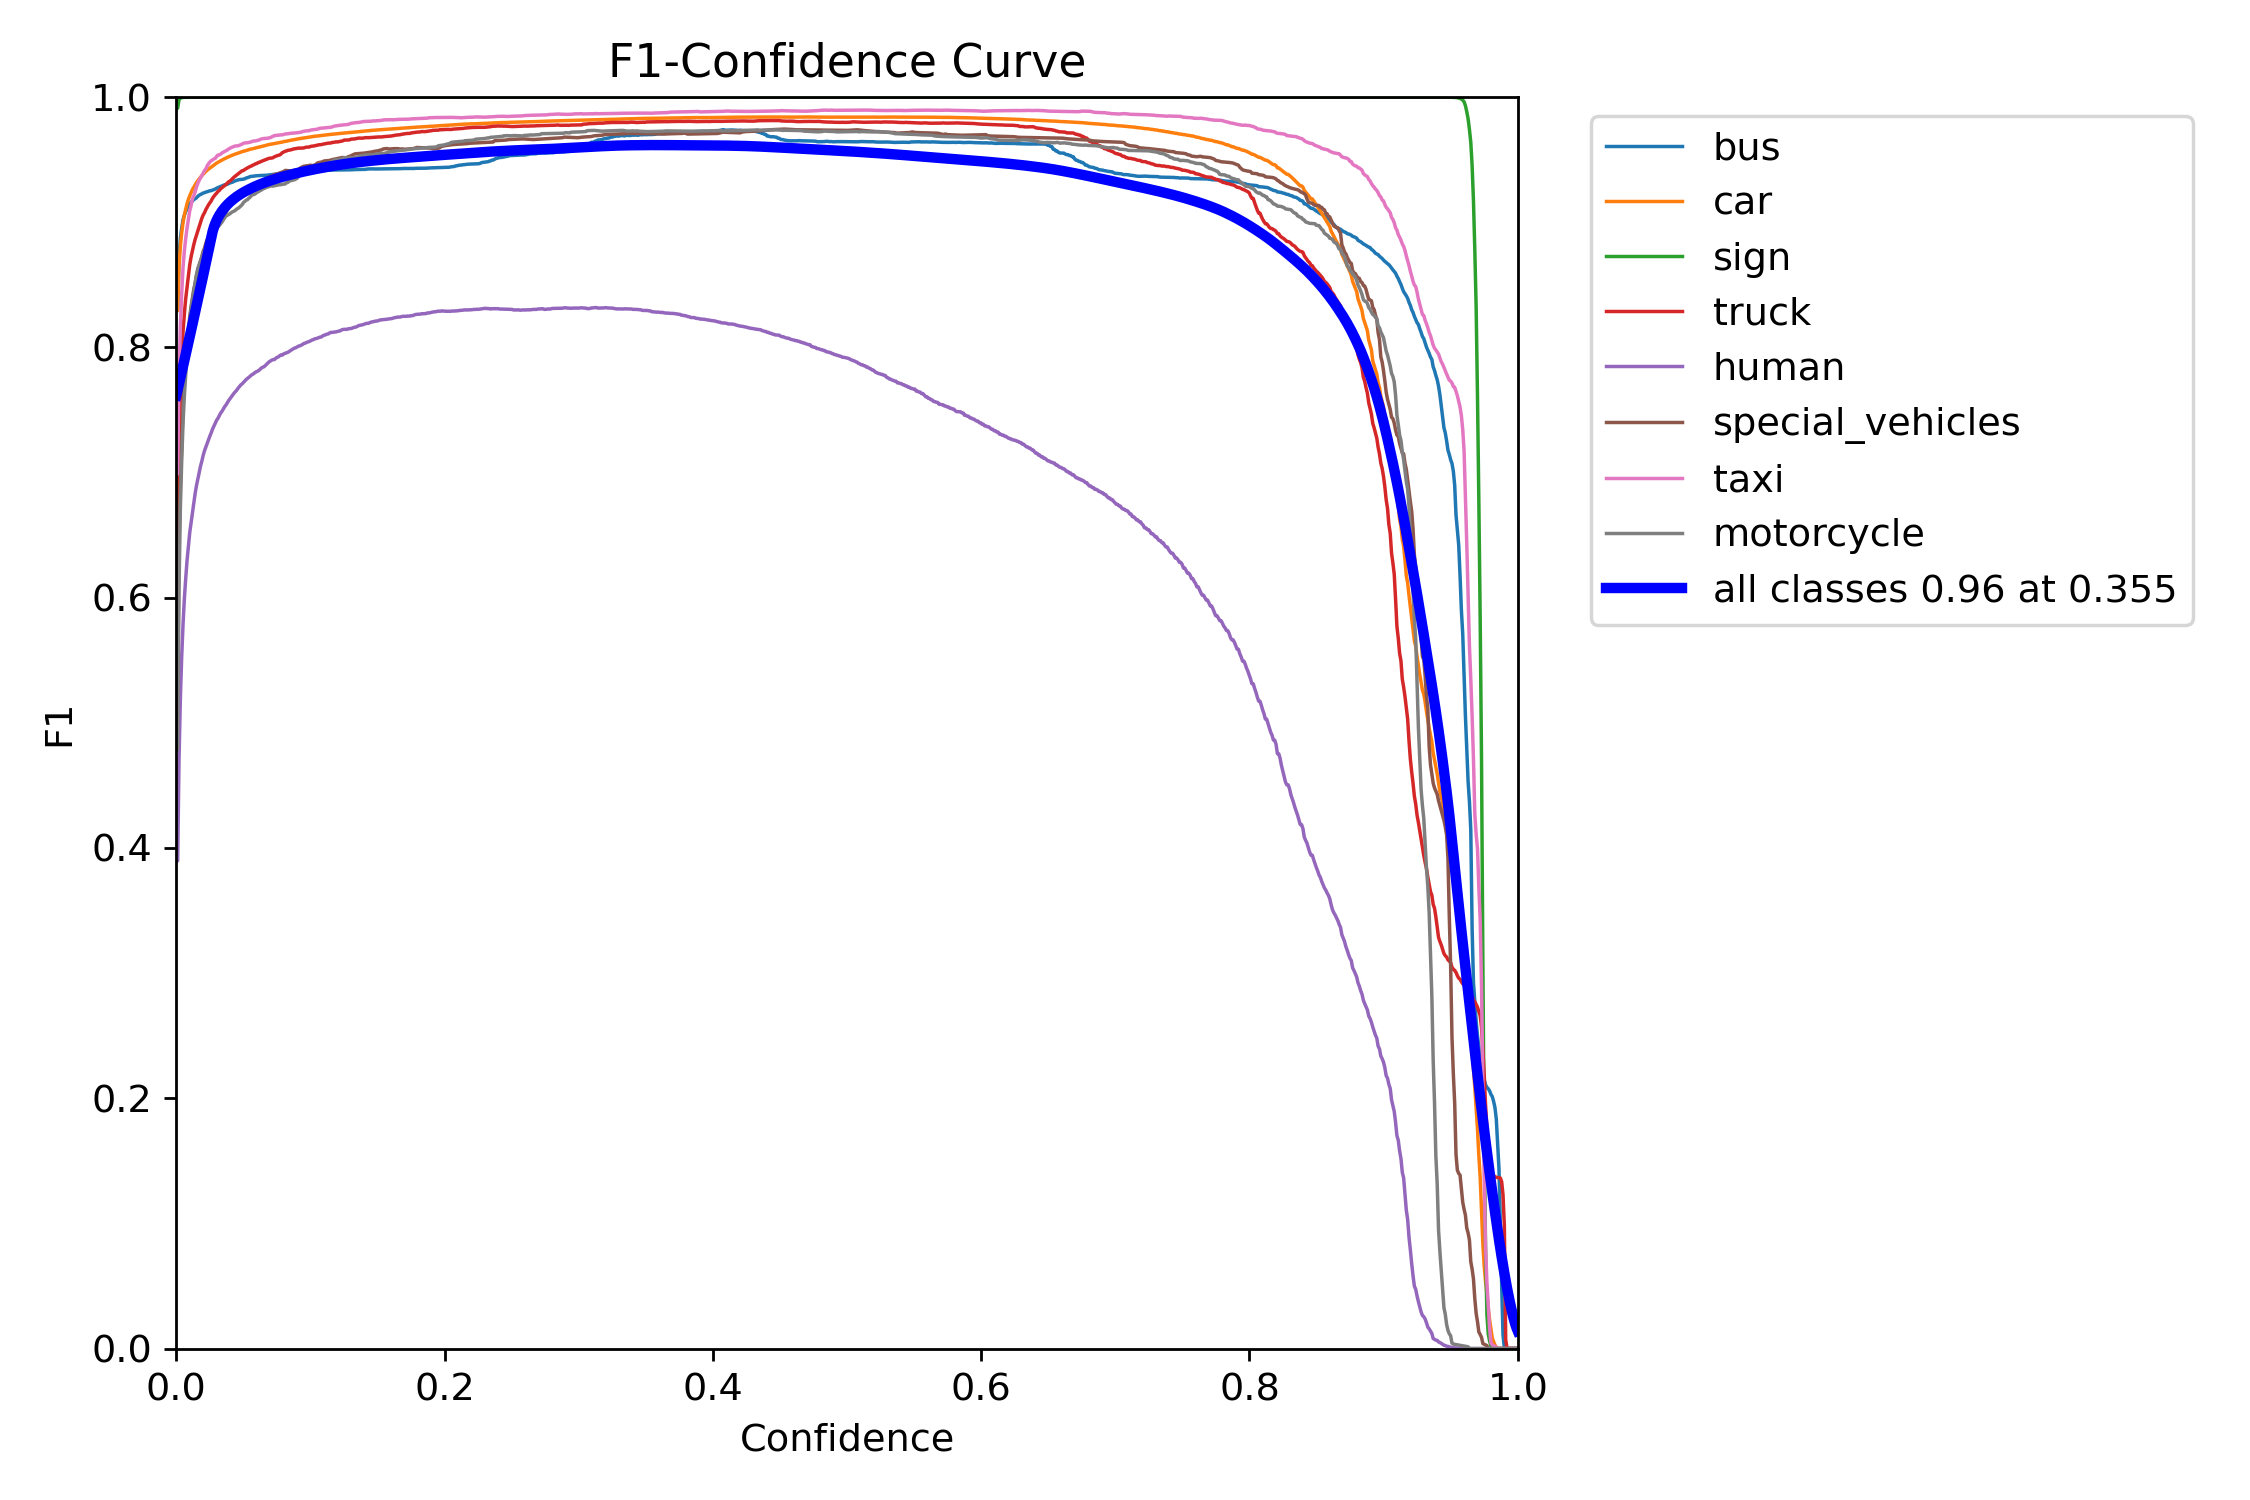 F1-Confidence Curve
1.0
0.8
0.6
0.4
0.2
0.0
F1
0.0 0.2 0.4 0.6 0.8 1.0
Confidence
bus
car
sign
truck
human
special_vehicles
taxi
motorcycle
all classes 0.96 at 0.355